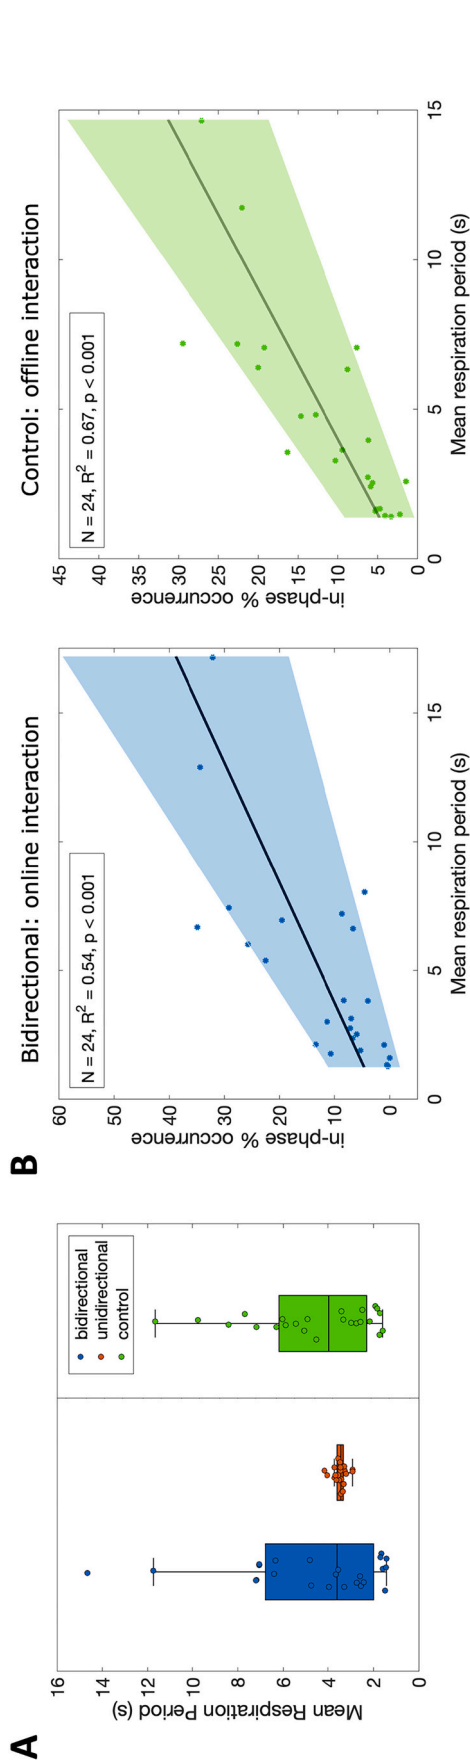 A
Mean Respiration Period (s)
16
14
12
10
8
6
4
2
0
bidirectional
unidirectional
control
B
Bidirectional: online interaction
N = 24, R² = 0.54, p < 0.001
in-phase % occurrence
60
50
40
30
20
10
0
0 5 10 15
Mean respiration period (s)
Control: offline interaction
N = 24, R² = 0.67, p < 0.001
in-phase % occurrence
45
40
35
30
25
20
15
10
5
0
0 5 10 15
Mean respiration period (s)